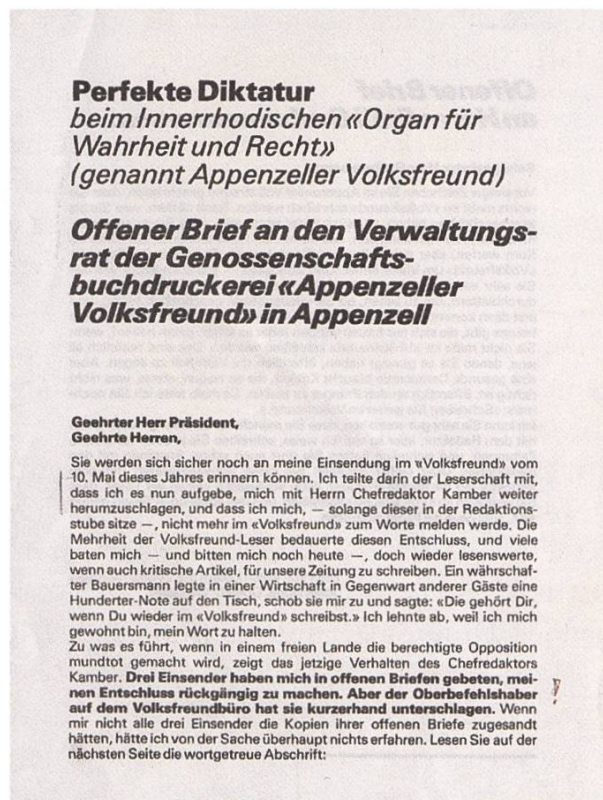 Perfekte Diktatur
beim Innerrhodischen «Organ für
Wahrheit und Recht»
(genannt Appenzeller Volksfreund)
Offener Brief an den Verwaltungs-
rat der Genossenschafts-
buchdruckerei «Appenzeller
Volksfreund» in Appenzell
Geehrter Herr Präsident,
Geehrte Herren,
Sie werden sich sicher noch an meine Einsendung im «Volksfreund» vom
10. Mai dieses Jahres erinnern können. Ich teilte darin der Leserschaft mit,
dass ich es nun aufgebe, mich mit Herrn Chefredaktor Kamber weiter
herumzuschlagen, und dass ich mich, — solange dieser in der Redaktions-
stube sitze —, nicht mehr im «Volksfreund» zum Worte melden werde. Die
Mehrheit der Volksfreund-Leser bedauerte diesen Entschluss, und viele
baten mich — und bitten mich noch heute —, doch wieder lesenswerte,
wenn auch kritische Artikel, für unsere Zeitung zu schreiben. Ein währschaf-
ter Bauersmann legte in einer Wirtschaft in Gegenwart anderer Gäste eine
Hunderter-Note auf den Tisch, schob sie mir zu und sagte: «Die gehört Dir,
wenn Du wieder im «Volksfreund» schreibst.» Ich lehnte ab, weil ich mich
gewohnt bin, mein Wort zu halten.
Zu was es führt, wenn in einem freien Lande die berechtigte Opposition
mundtot gemacht wird, zeigt das jetzige Verhalten des Chefredaktors
Kamber. Drei Einsender haben mich in offenen Briefen gebeten, mei-
nen Entschluss rückgängig zu machen. Aber der Oberbefehlshaber
auf dem Volksfreundbüro hat sie kurzerhand unterschlagen. Wenn
mir nicht alle drei Einsender die Kopien ihrer offenen Briefe zugesandt
hätten, hätte ich von der Sache überhaupt nichts erfahren. Lesen Sie auf der
nächsten Seite die wortgetreue Abschrift: